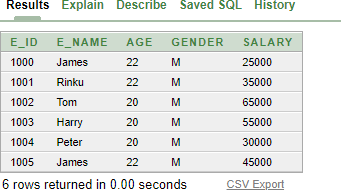 Results Explain Describe Saved SQL History
E_ID E_NAME AGE GENDER SALARY
1000 James 22 M 25000
1001 Rinku 22 M 35000
1002 Tom 20 M 65000
1003 Harry 20 M 55000
1004 Peter 20 M 30000
1005 James 22 M 45000
6 rows returned in 0.00 seconds CSV Export